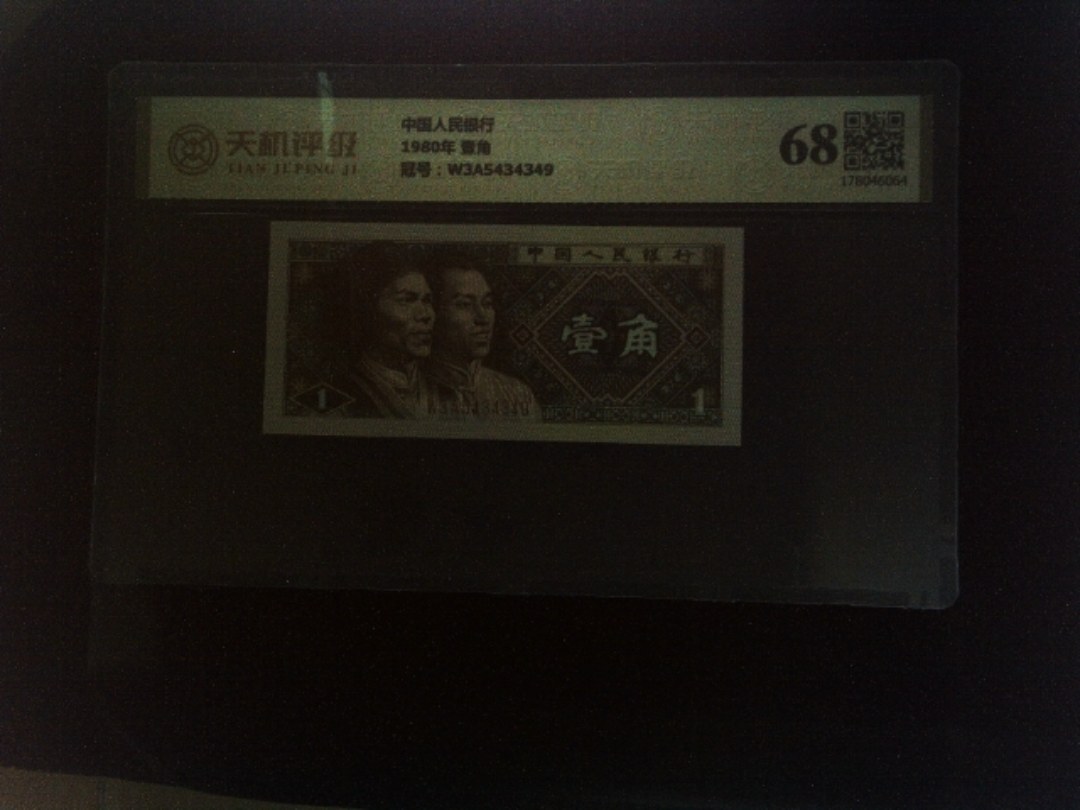 天机评级
TIAN JI PING JI
中国人民银行
1980年 壹角
冠号：W3A5434349
68
178046064
中国人民银行
壹角
1
1